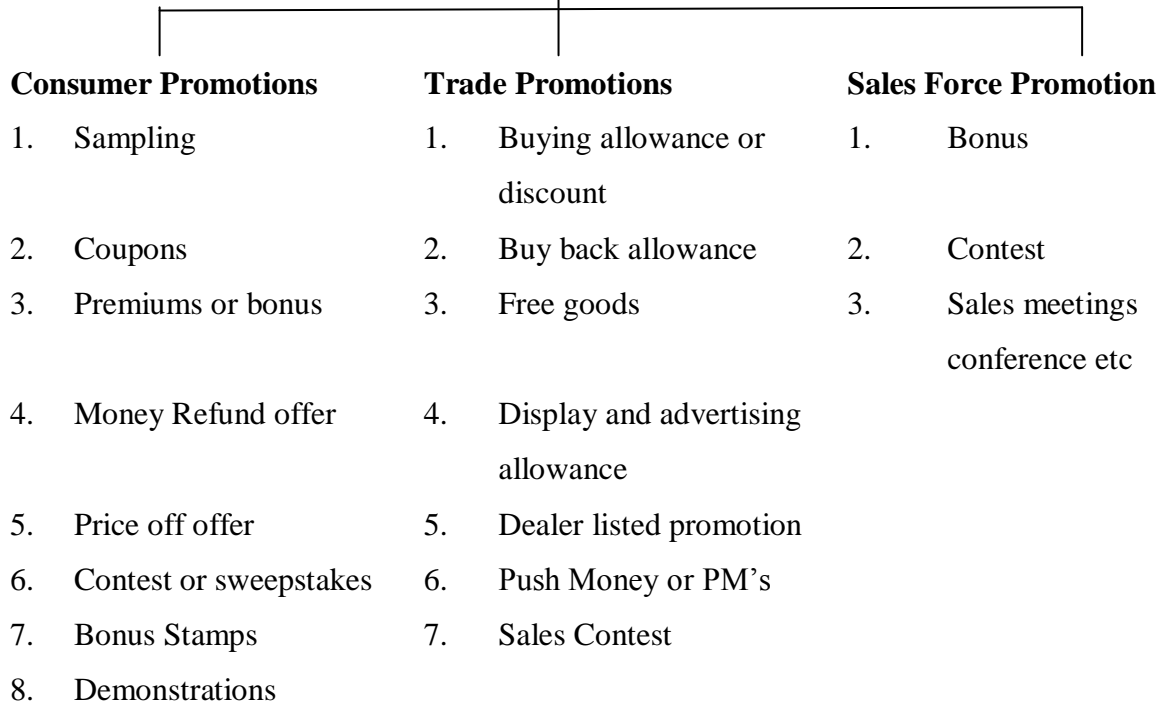 Consumer Promotions Trade Promotions Sales Force Promotion
1. Sampling 1. Buying allowance or 1. Bonus
discount
2. Coupons 2. Buy back allowance 2. Contest
3. Premiums or bonus 3. Free goods 3. Sales meetings
conference etc
4. Money Refund offer 4. Display and advertising
allowance
5. Price off offer 5. Dealer listed promotion
6. Contest or sweepstakes 6. Push Money or PM’s
7. Bonus Stamps 7. Sales Contest
8. Demonstrations